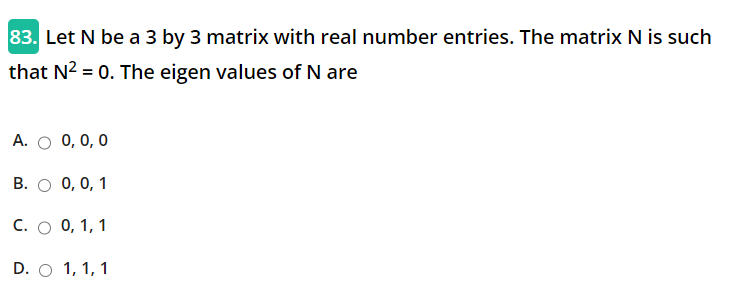 83. Let N be a 3 by 3 matrix with real number entries. The matrix N is such
that N² = 0. The eigen values of N are
A. 0, 0, 0
B. 0, 0, 1
C. 0, 1, 1
D. 1, 1, 1